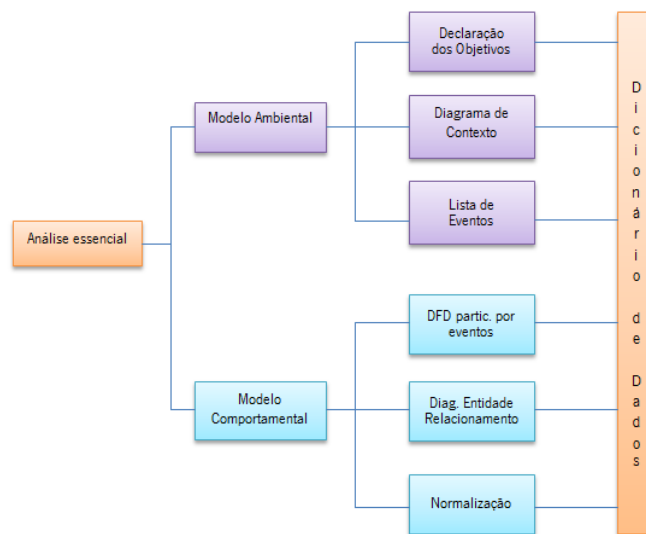 Declaração
dos Objetivos
Modelo Ambiental
Diagrama de
Contexto
Lista de
Eventos
Análise essencial
DFD partic. por
eventos
Modelo
Comportamental
Diag. Entidade
Relacionamento
Normalização
Dicionário de Dados